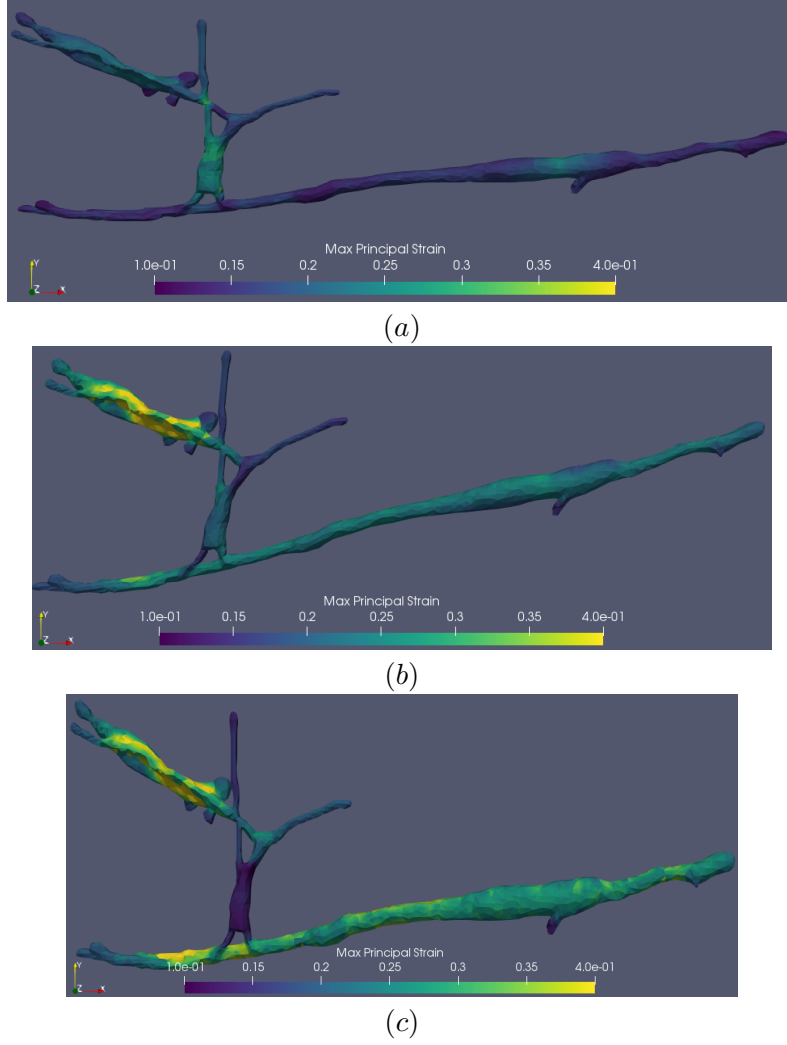 Max Principal Strain
1.0e-01 0.15 0.2 0.25 0.3 0.35 4.0e-01
Y
Z X
(a)
Max Principal Strain
1.0e-01 0.15 0.2 0.25 0.3 0.35 4.0e-01
Y
Z X
(b)
Max Principal Strain
1.0e-01 0.15 0.2 0.25 0.3 0.35 4.0e-01
Y
Z X
(c)